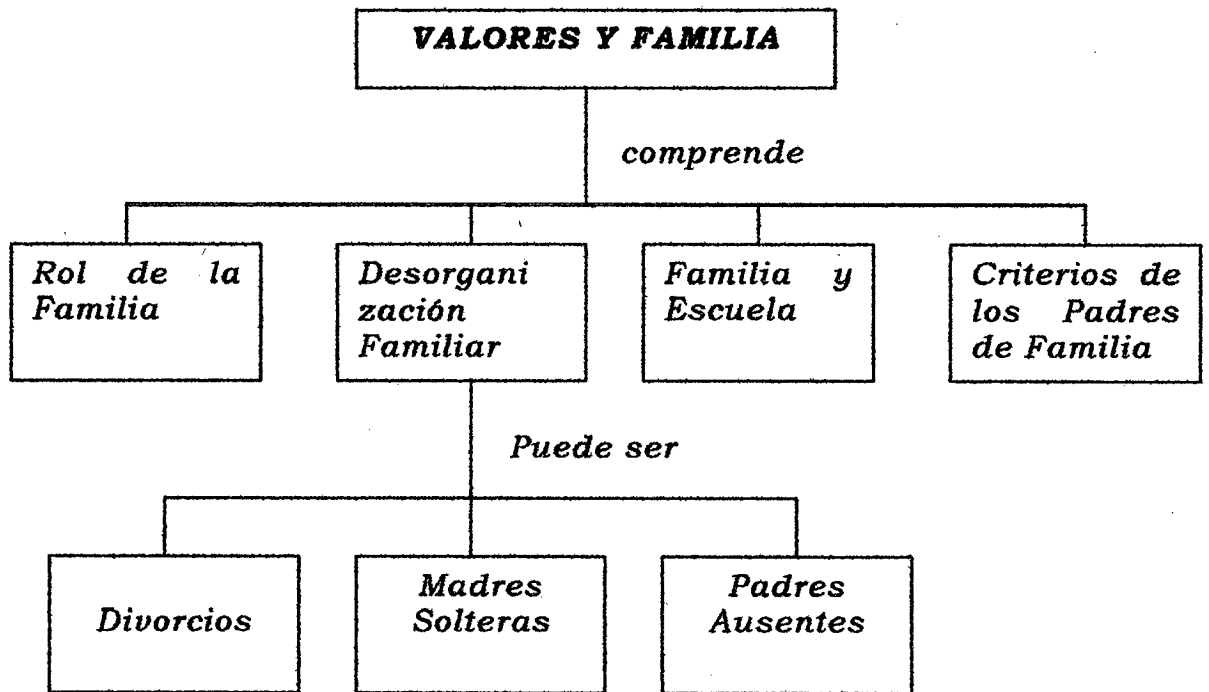 VALORES Y FAMILIA
comprende
Rol de la
Familia
Desorgani
zación
Familiar
Familia y
Escuela
Criterios de
los Padres
de Familia
Puede ser
Divorcios
Madres
Solteras
Padres
Ausentes